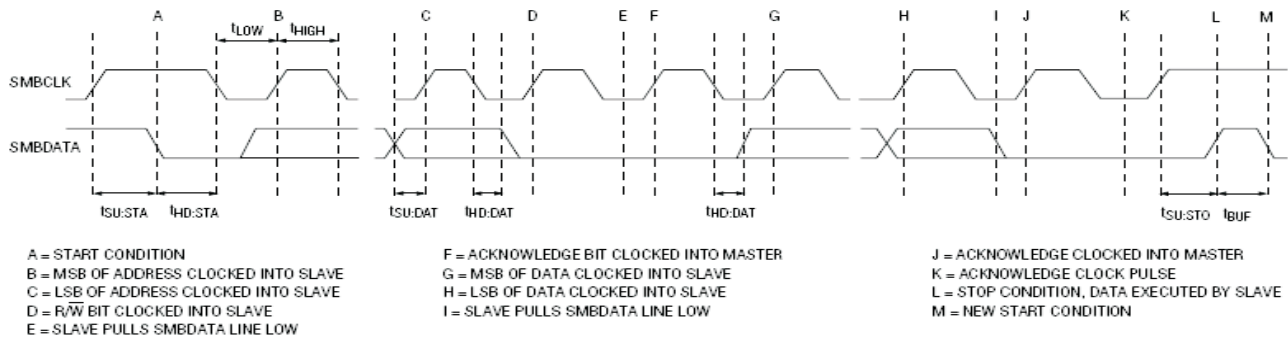 A B C D E F G H I J K L M
tLOW tHIGH
SMBCLK
SMBDATA
tSU:STA tHD:STA tSU:DAT tHD:DAT tHD:DAT tSU:STO tBUF
A = START CONDITION
B = MSB OF ADDRESS CLOCKED INTO SLAVE
C = LSB OF ADDRESS CLOCKED INTO SLAVE
D = R/W̅ BIT CLOCKED INTO SLAVE
E = SLAVE PULLS SMBDATA LINE LOW
F = ACKNOWLEDGE BIT CLOCKED INTO MASTER
G = MSB OF DATA CLOCKED INTO SLAVE
H = LSB OF DATA CLOCKED INTO SLAVE
I = SLAVE PULLS SMBDATA LINE LOW
J = ACKNOWLEDGE CLOCKED INTO MASTER
K = ACKNOWLEDGE CLOCK PULSE
L = STOP CONDITION, DATA EXECUTED BY SLAVE
M = NEW START CONDITION